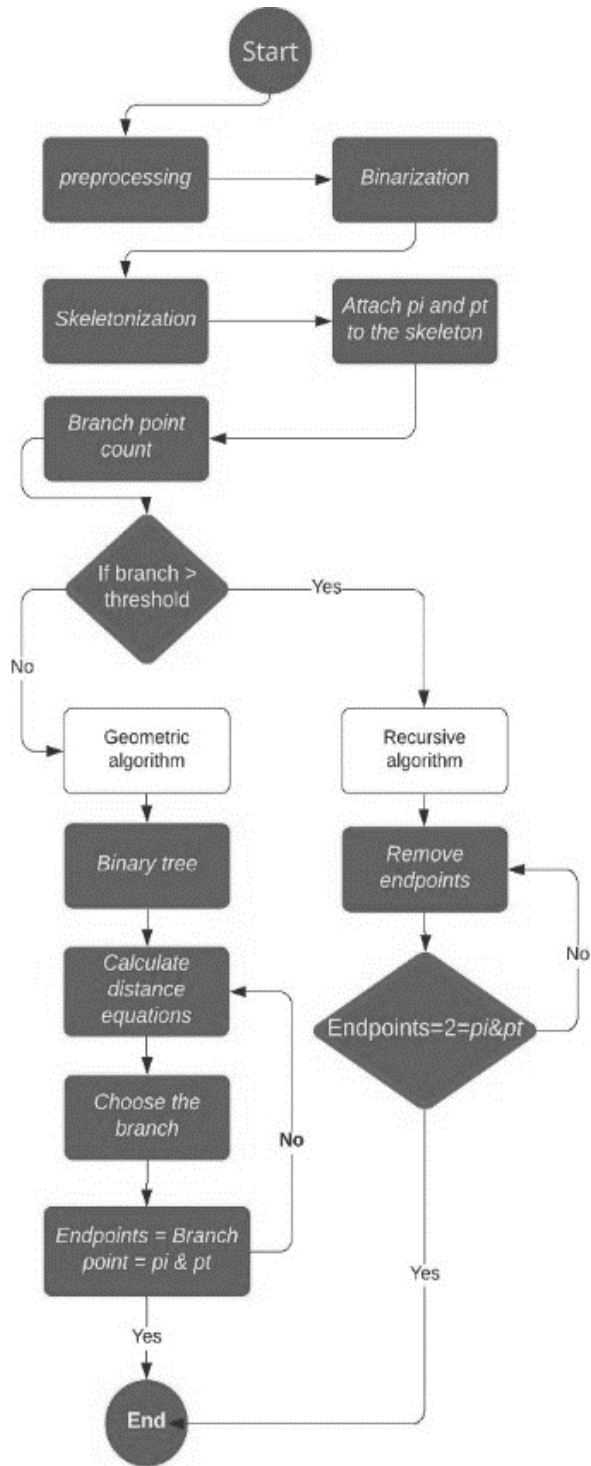 Start
preprocessing
Binarization
Skeletonization
Attach pi and pt
to the skeleton
Branch point
count
If branch >
threshold
Yes
No
Geometric
algorithm
Recursive
algorithm
Binary tree
Remove
endpoints
Calculate
distance
equations
No
Endpoints=2=pi&pt
Choose the
branch
No
Endpoints = Branch
point = pi & pt
Yes
Yes
End